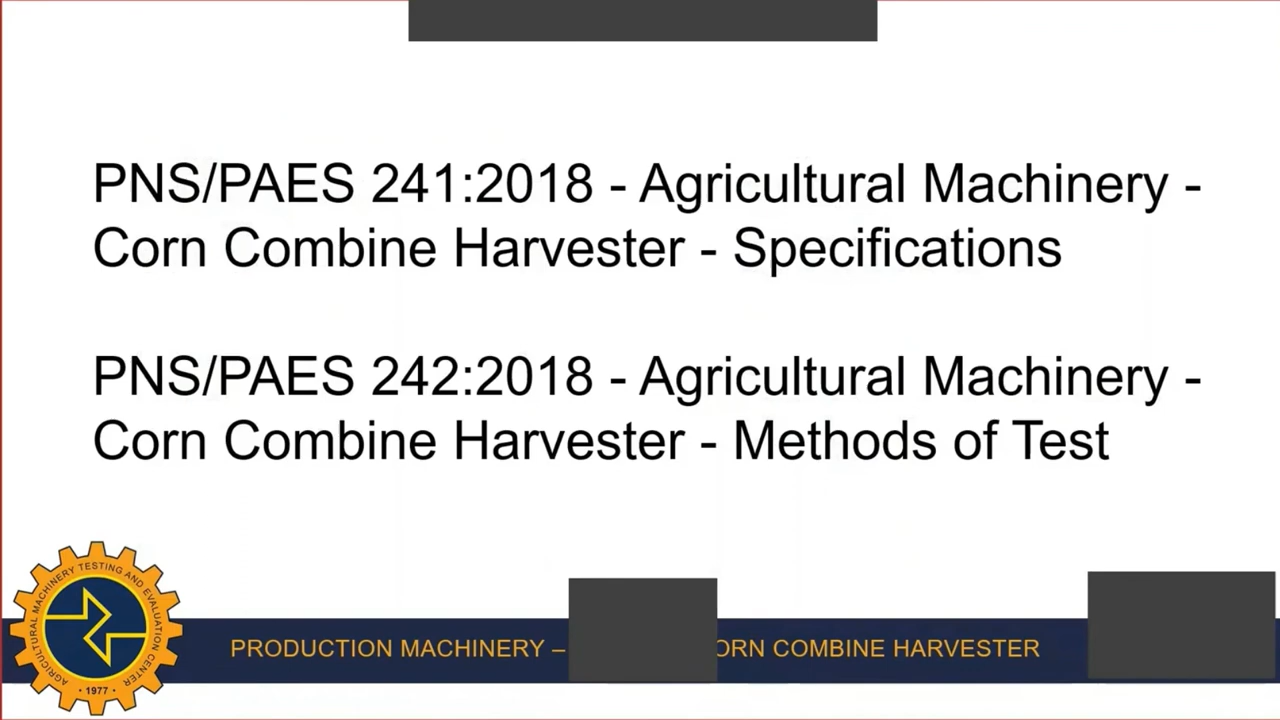 PNS/PAES 241:2018 - Agricultural Machinery -
Corn Combine Harvester - Specifications
PNS/PAES 242:2018 - Agricultural Machinery -
Corn Combine Harvester - Methods of Test
AGRICULTURAL MACHINERY TESTING AND EVALUATION CENTER
• 1977 •
PRODUCTION MACHINERY – COMBINE HARVESTER